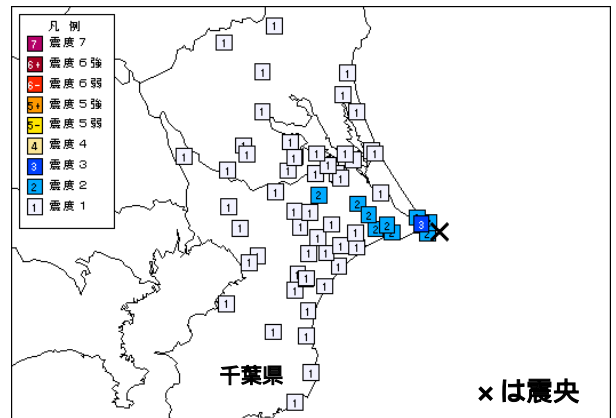 凡 例
7 震度７
6+ 震度６強
6- 震度６弱
5+ 震度５強
5- 震度５弱
4 震度４
3 震度３
2 震度２
1 震度１
千葉県
×は震央